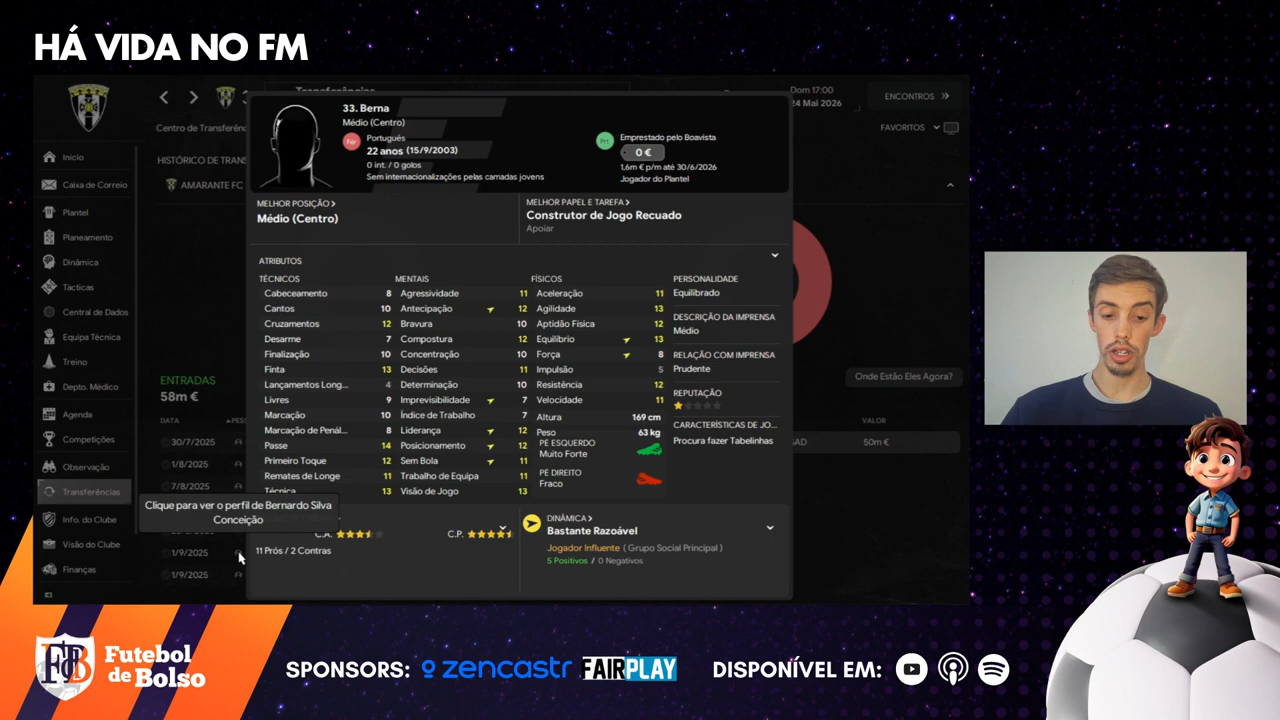 HÁ VIDA NO FM
Transferências
Dom 17:00
24 Mai 2026
ENCONTROS
Centro de Transferênc
FAVORITOS
HISTÓRICO DE TRANS
AMARANTE FC
Inicio
Caixa de Correio
Plantel
Planeamento
Dinâmica
Tácticas
Central de Dados
Equipa Técnica
Treino
Depto. Médico
Agenda
Competições
Observação
Transferências
Info. do Clube
Visão do Clube
Finanças
ENTRADAS
58m €
DATA
30/7/2025
1/8/2025
7/8/2025
1/9/2025
1/9/2025
Onde Estão Eles Agora?
VALOR
50m €
33. Berna
Médio (Centro)
Português
22 anos (15/9/2003)
0 int. / 0 golos
Sem internacionalizações pelas camadas jovens
Emprestado pelo Boavista
0 €
1,6m € p/m até 30/6/2026
Jogador do Plantel
MELHOR POSIÇÃO
Médio (Centro)
MELHOR PAPEL E TAREFA
Construtor de Jogo Recuado
Apoiar
ATRIBUTOS
TÉCNICOS
Cabeceamento 8
Cantos 10
Cruzamentos 12
Desarme 7
Finalização 10
Finta 13
Lançamentos Long... 4
Livres 9
Marcação 10
Marcação de Penál... 8
Passe 14
Primeiro Toque 12
Remates de Longe 11
Técnica 13
MENTAIS
Agressividade 11
Antecipação 12
Bravura 10
Compostura 12
Concentração 10
Decisões 11
Determinação 10
Imprevisibilidade 7
Índice de Trabalho 7
Liderança 12
Posicionamento 12
Sem Bola 11
Trabalho de Equipa 11
Visão de Jogo 13
FÍSICOS
Aceleração 11
Agilidade 13
Aptidão Física 12
Equilíbrio 13
Força 8
Impulsão 5
Resistência 12
Velocidade 11
Altura 169 cm
Peso 63 kg
PÉ ESQUERDO
Muito Forte
PÉ DIREITO
Fraco
PERSONALIDADE
Equilibrado
DESCRIÇÃO DA IMPRENSA
Médio
RELAÇÃO COM IMPRENSA
Prudente
REPUTAÇÃO
CARACTERÍSTICAS DE JO...
Procura fazer Tabelinhas
Clique para ver o perfil de Bernardo Silva
Conceição
C.A.
C.P.
11 Prós / 2 Contras
DINÂMICA
Bastante Razoável
Jogador Influente ( Grupo Social Principal )
5 Positivos / 0 Negativos
Futebol
de Bolso
SPONSORS: zencastr FAIRPLAY
DISPONÍVEL EM: